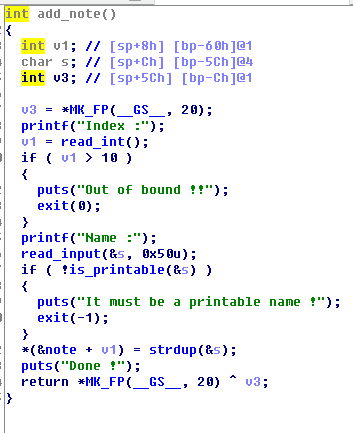 int add_note()
{
int v1; // [sp+8h] [bp-60h]@1
char s; // [sp+Ch] [bp-5Ch]@4
int v3; // [sp+5Ch] [bp-Ch]@1
v3 = *MK_FP(__GS__, 20);
printf("Index :");
v1 = read_int();
if ( v1 > 10 )
{
puts("Out of bound !!");
exit(0);
}
printf("Name :");
read_input(&s, 0x50u);
if ( !is_printable(&s) )
{
puts("It must be a printable name !");
exit(-1);
}
*(&note + v1) = strdup(&s);
puts("Done !");
return *MK_FP(__GS__, 20) ^ v3;
}